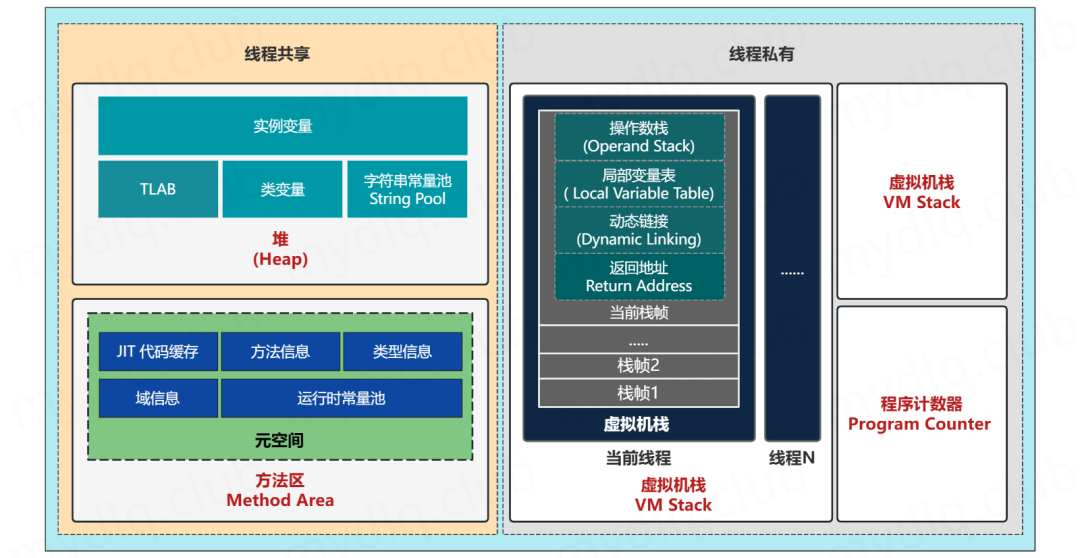 线程共享
实例变量
TLAB
类变量
字符串常量池
String Pool
堆
(Heap)
JIT 代码缓存
方法信息
类型信息
域信息
运行时常量池
元空间
方法区
Method Area
线程私有
操作数栈
(Operand Stack)
局部变量表
( Local Variable Table)
动态链接
(Dynamic Linking)
返回地址
Return Address
当前栈帧
.....
栈帧2
栈帧1
虚拟机栈
当前线程
......
线程N
虚拟机栈
VM Stack
虚拟机栈
VM Stack
程序计数器
Program Counter
mydlq.club